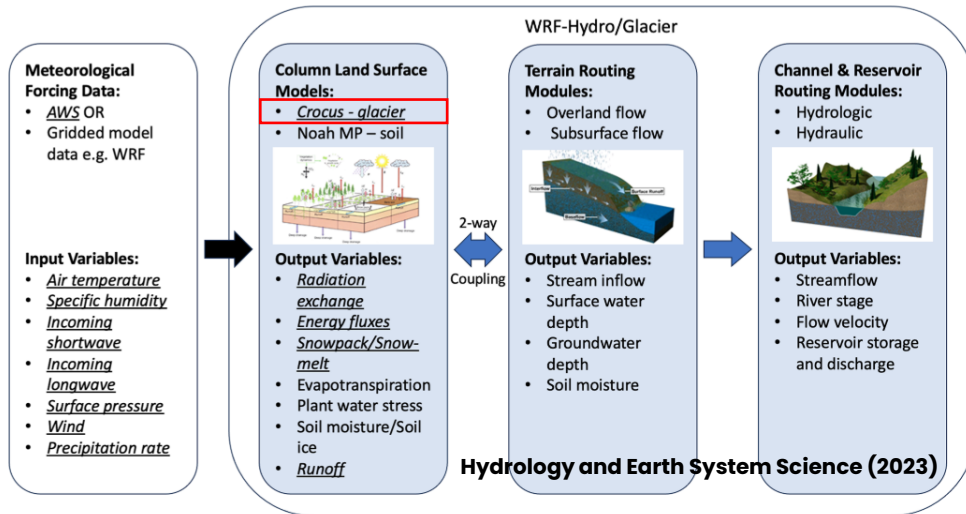 WRF-Hydro/Glacier
Meteorological
Forcing Data:
• AWS OR
• Gridded model
data e.g. WRF
Input Variables:
• Air temperature
• Specific humidity
• Incoming
shortwave
• Incoming
longwave
• Surface pressure
• Wind
• Precipitation rate
Column Land Surface
Models:
• Crocus - glacier
• Noah MP – soil
Output Variables:
• Radiation
exchange
• Energy fluxes
• Snowpack/Snow-
melt
• Evapotranspiration
• Plant water stress
• Soil moisture/Soil
ice
• Runoff
2-way
Coupling
Terrain Routing
Modules:
• Overland flow
• Subsurface flow
Interflow
Surface Runoff
Baseflow
Output Variables:
• Stream inflow
• Surface water
depth
• Groundwater
depth
• Soil moisture
Channel & Reservoir
Routing Modules:
• Hydrologic
• Hydraulic
Output Variables:
• Streamflow
• River stage
• Flow velocity
• Reservoir storage
and discharge
Hydrology and Earth System Science (2023)